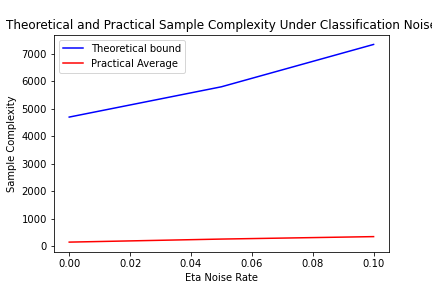 Theoretical and Practical Sample Complexity Under Classification Noise
Theoretical bound
Practical Average
Sample Complexity
7000
6000
5000
4000
3000
2000
1000
0
0.00 0.02 0.04 0.06 0.08 0.10
Eta Noise Rate